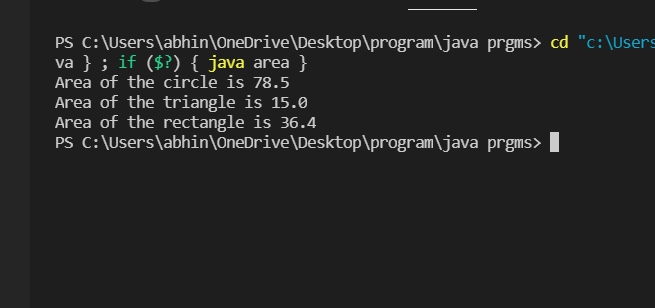 PS C:\Users\abhin\OneDrive\Desktop\program\java prgms> cd "c:\Users
va } ; if ($?) { java area }
Area of the circle is 78.5
Area of the triangle is 15.0
Area of the rectangle is 36.4
PS C:\Users\abhin\OneDrive\Desktop\program\java prgms>